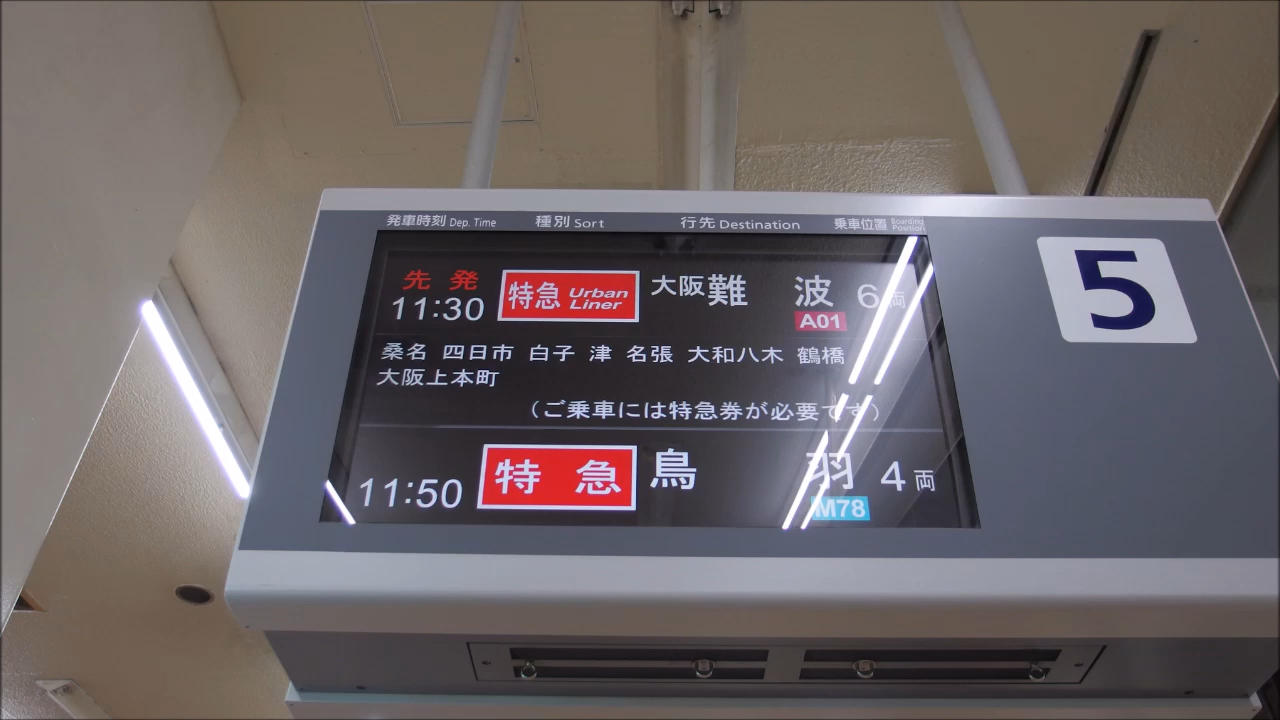 発車時刻 Dep. Time 種別 Sort 行先 Destination 乗車位置 Boarding Position
5
先発
11:30 特急 Urban Liner 大阪難波 6両
A01
桑名 四日市 白子 津 名張 大和八木 鶴橋
大阪上本町
（ご乗車には特急券が必要です）
11:50 特急 鳥羽 4両
M78